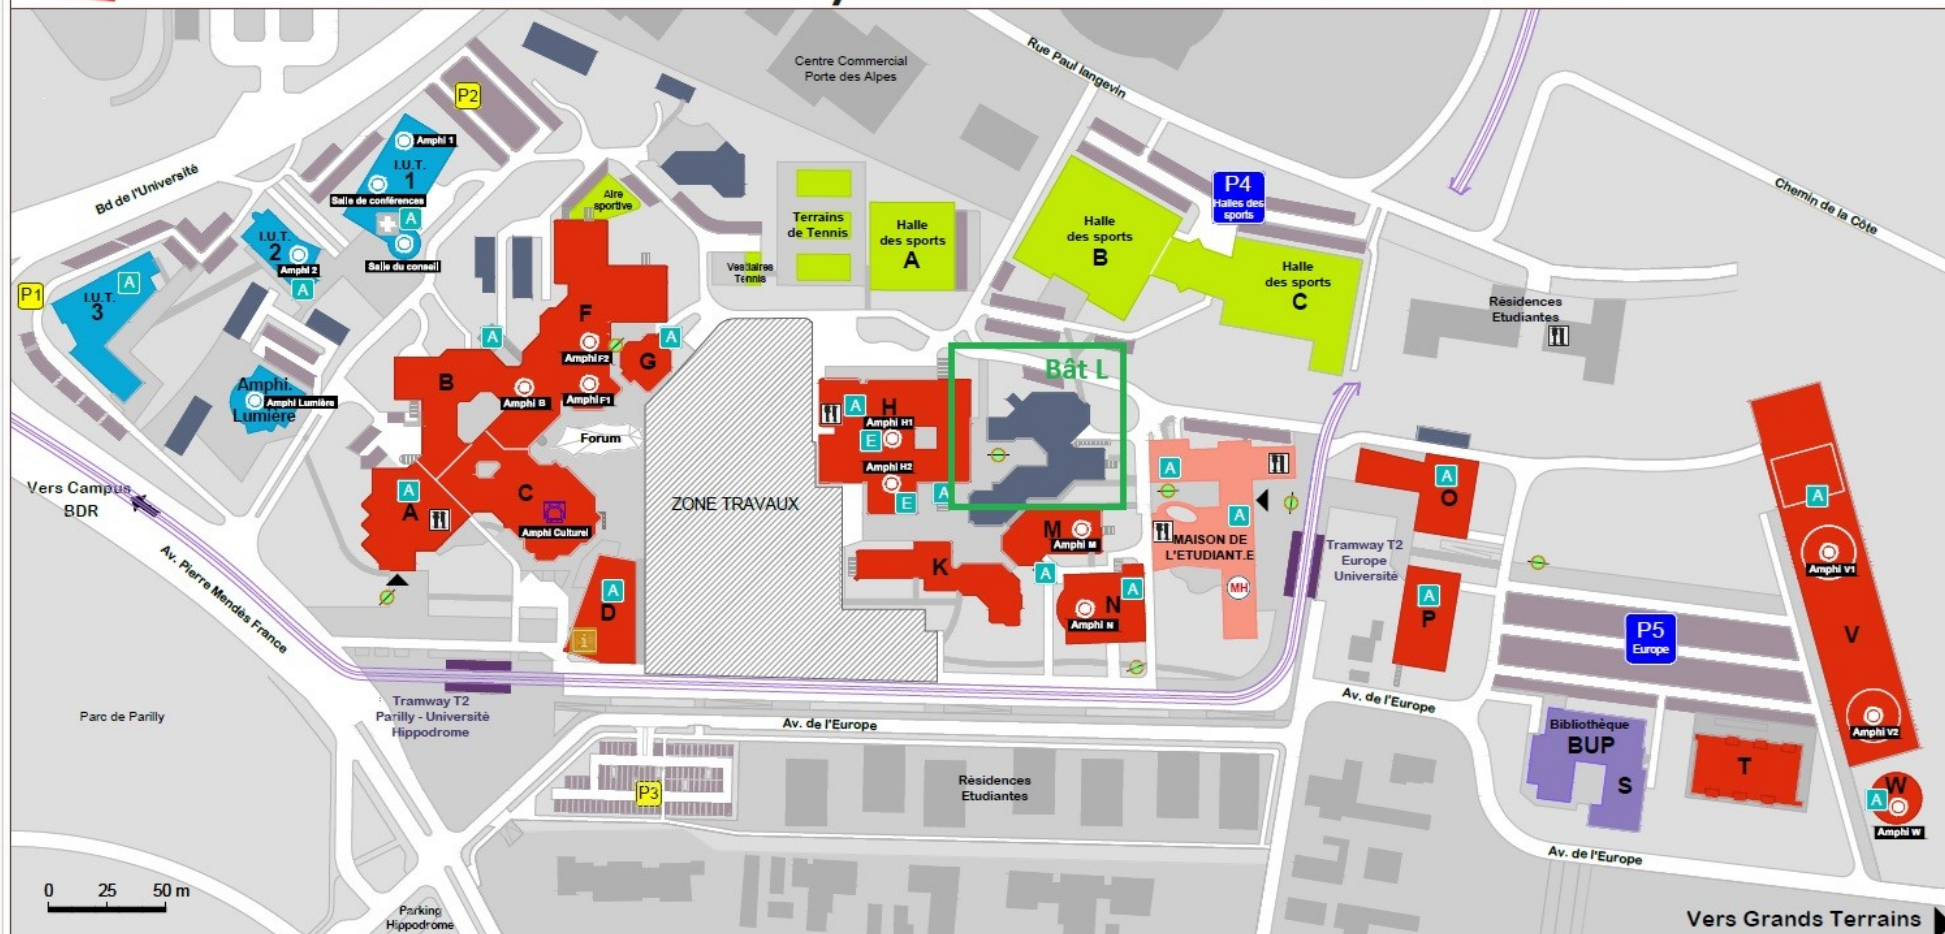 Centre Commercial
Porte des Alpes
Rue Paul langevin
P2
Amphi 1
I.U.T.
1
Salle de conférences
A
Salle du conseil
Bd de l'Université
I.U.T.
2
Amphi 2
A
P1
I.U.T.
3
A
Amphi.
Lumière
Amphi Lumière
Aire
sportive
Terrains
de Tennis
Vestiaires
Tennis
Halle
des sports
A
Halle
des sports
B
Halle
des sports
C
P4
Halles des
sports
Chemin de la Côte
Résidences
Etudiantes
F
Amphi F2
Amphi F1
A
G
A
B
Amphi B
Forum
C
Amphi Culturel
A
A
D
A
ZONE TRAVAUX
H
A
Amphi H1
E
Amphi H2
E
A
Bât L
M
Amphi M
K
A
N
A
Amphi N
A
A
MAISON DE
L'ETUDIANT.E
MH
Tramway T2
Europe
Université
A
O
A
P
A
Amphi V1
V
Amphi V2
P5
Europe
Bibliothèque
BUP
S
T
W
A
Amphi W
Vers Campus
BDR
Av. Pierre Mendès France
Parc de Parilly
Tramway T2
Parilly - Université
Hippodrome
Av. de l'Europe
Av. de l'Europe
Av. de l'Europe
P3
Résidences
Etudiantes
Parking
Hippodrome
0 25 50 m
Vers Grands Terrains